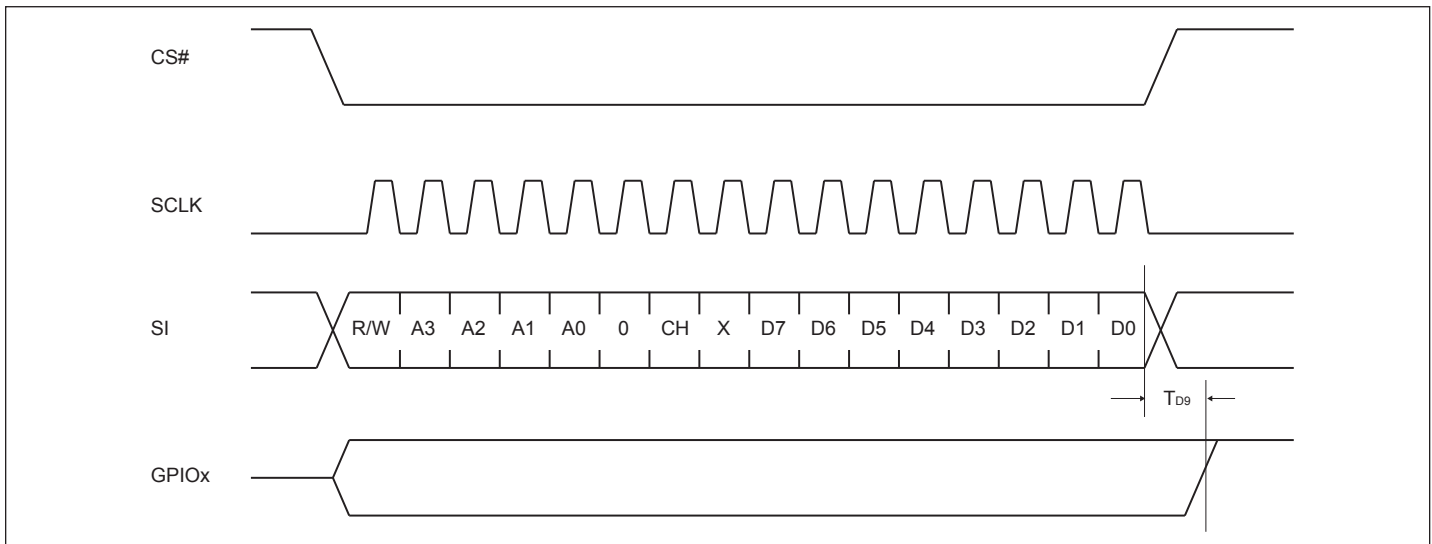 CS#
SCLK
SI
R/W A3 A2 A1 A0 0 CH X D7 D6 D5 D4 D3 D2 D1 D0
TD9
GPIOx